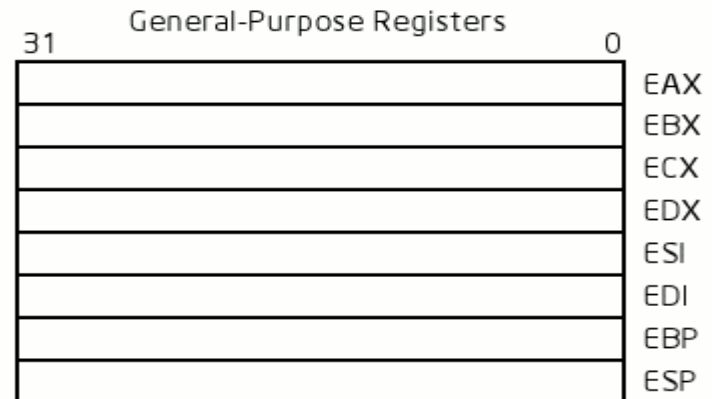 General-Purpose Registers
31 0
EAX
EBX
ECX
EDX
ESI
EDI
EBP
ESP